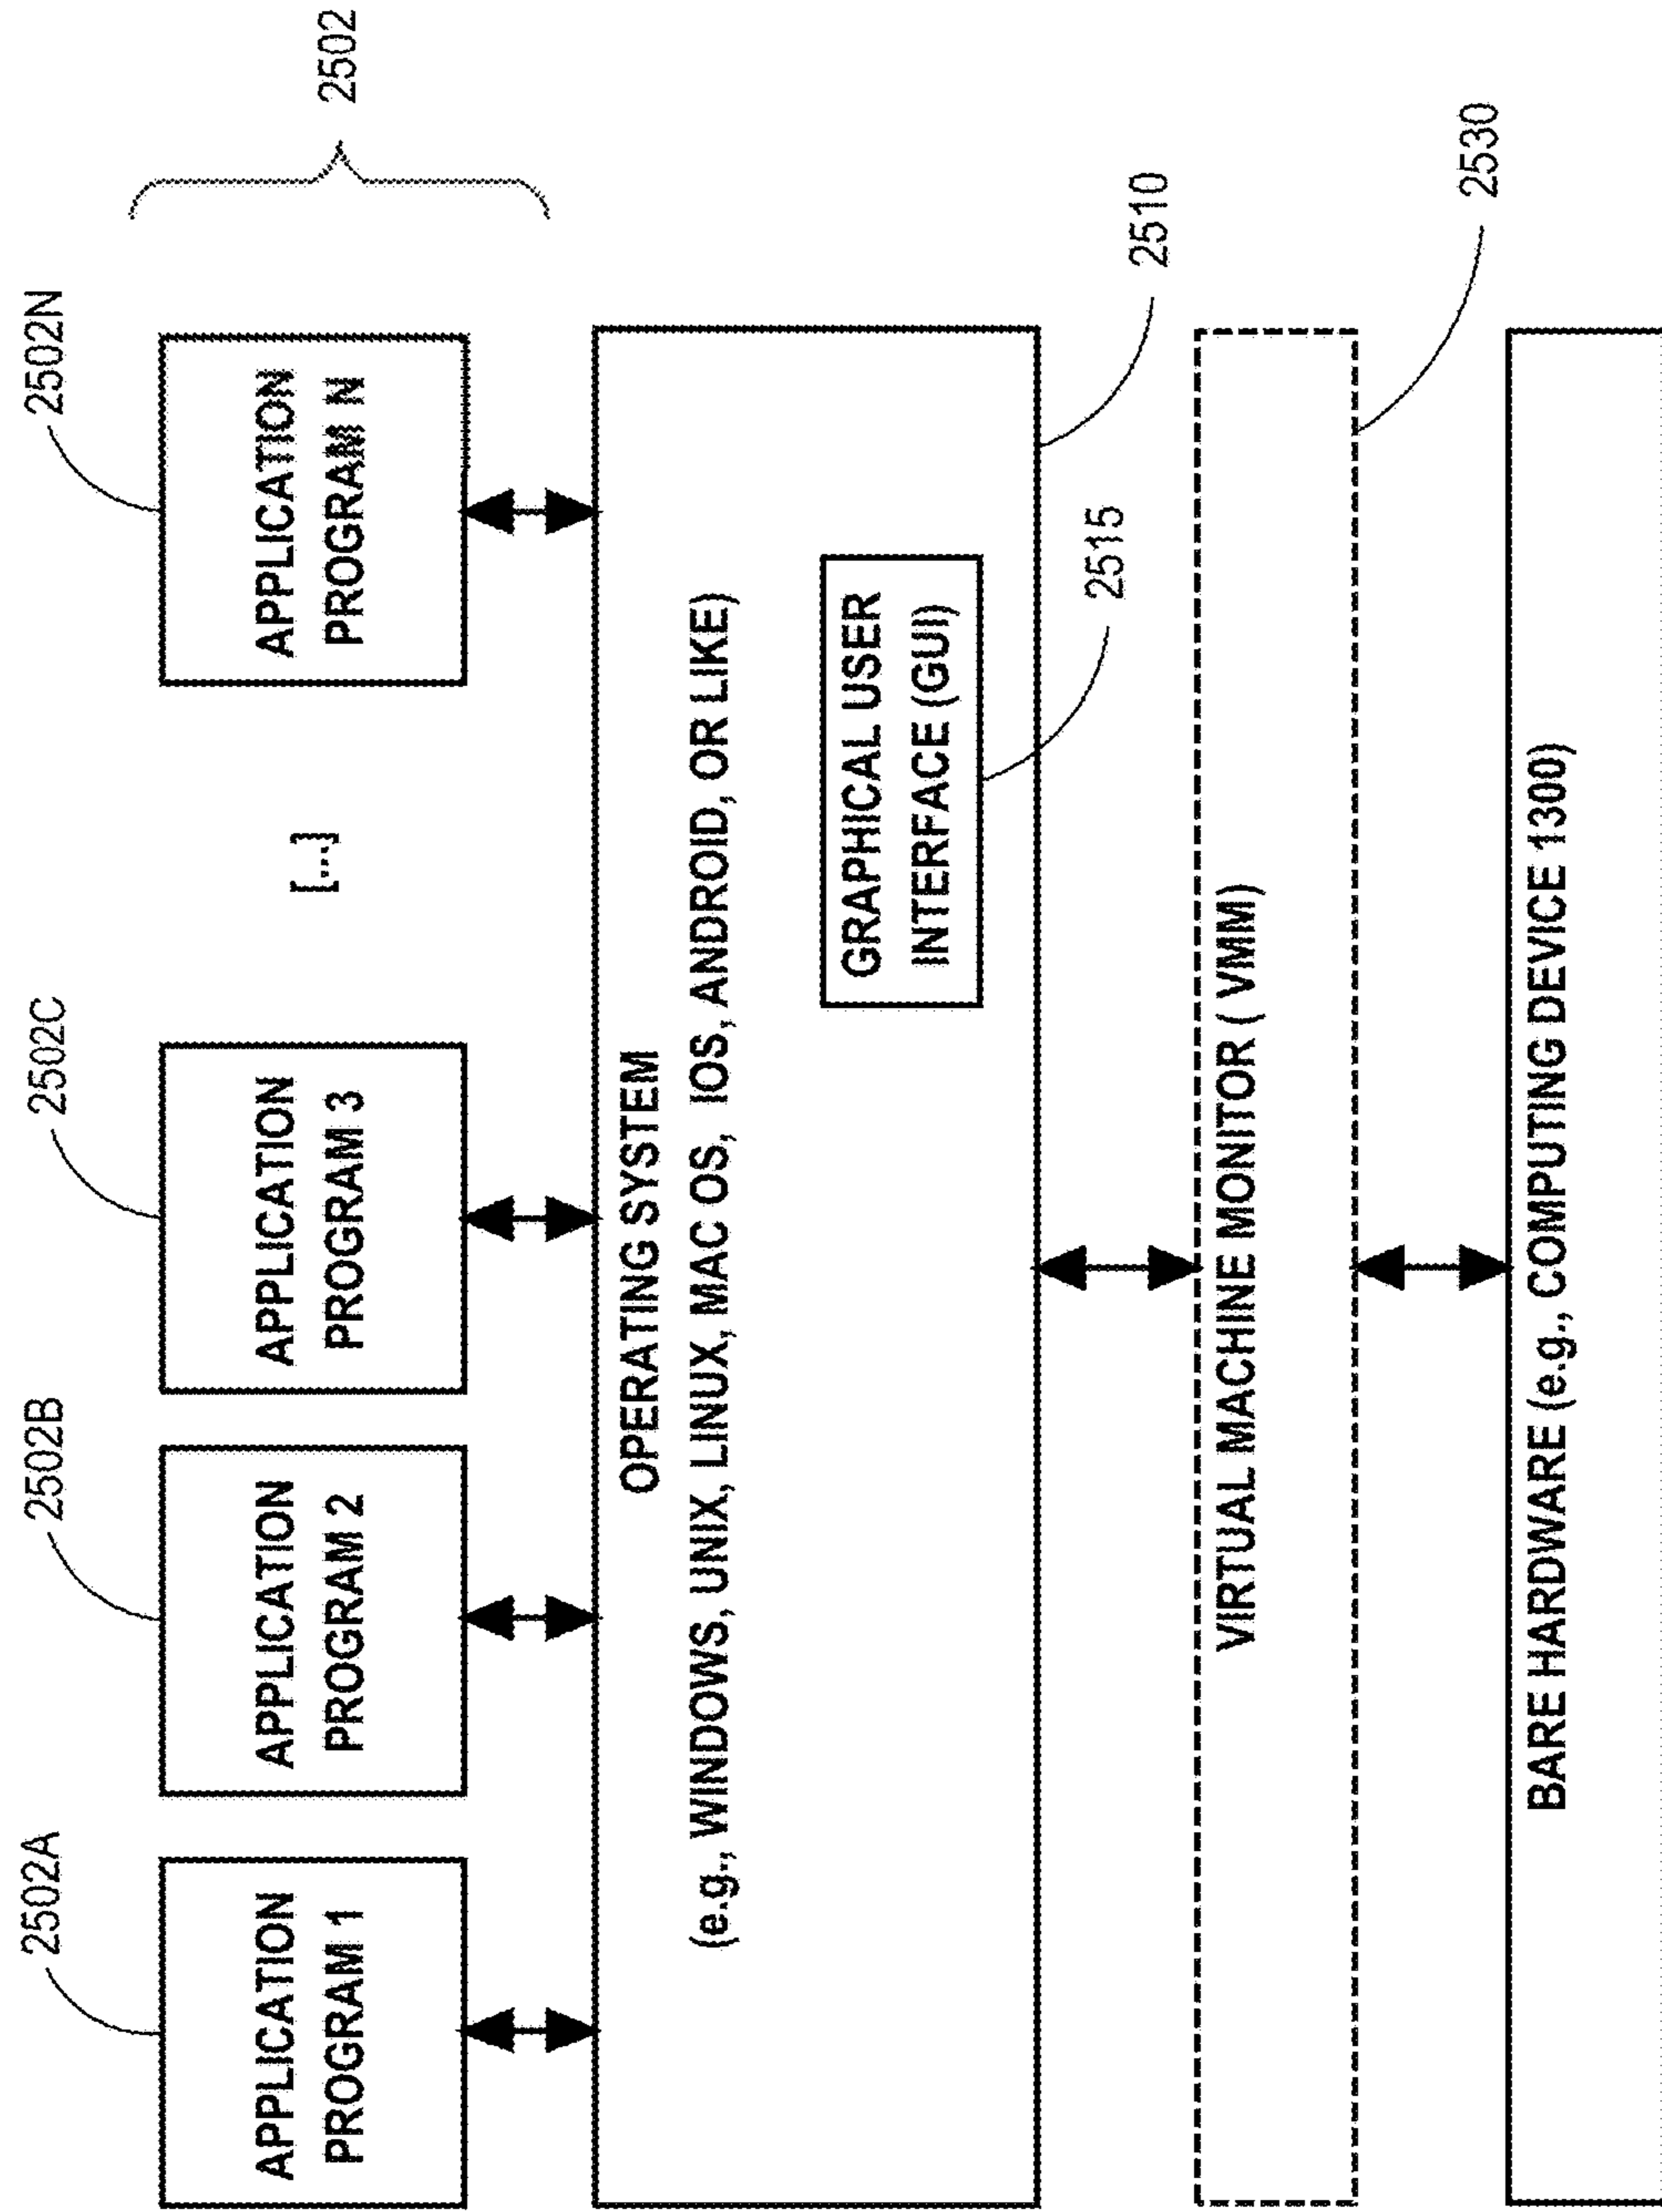 2502A
2502B
2502C
2502N
2502
APPLICATION
PROGRAM 1
APPLICATION
PROGRAM 2
APPLICATION
PROGRAM 3
[...]
APPLICATION
PROGRAM N
OPERATING SYSTEM
(e.g., WINDOWS, UNIX, LINUX, MAC OS, IOS, ANDROID, OR LIKE)
GRAPHICAL USER
INTERFACE (GUI)
2515
2510
VIRTUAL MACHINE MONITOR ( VMM)
2530
BARE HARDWARE (e.g., COMPUTING DEVICE 1300)